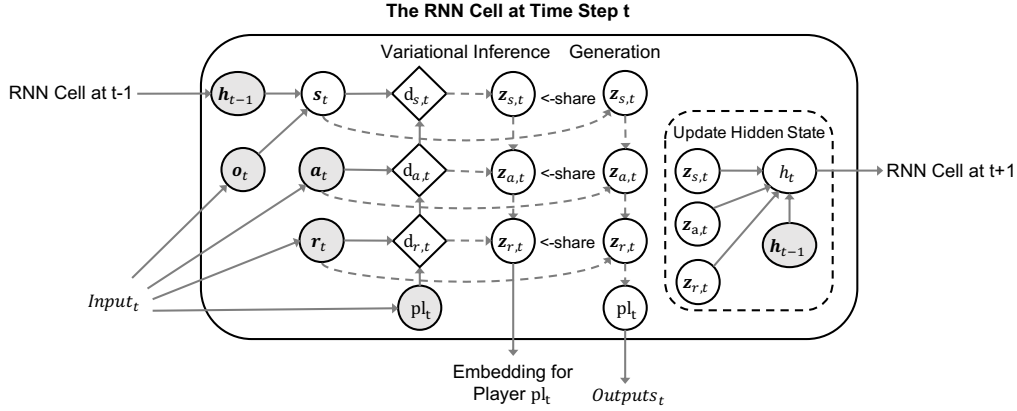 The RNN Cell at Time Step t
Variational Inference Generation
RNN Cell at t-1 h_{t−1} s_t d_{s,t} z_{s,t} <-share z_{s,t}
Update Hidden State
o_t a_t d_{a,t} z_{a,t} <-share z_{a,t} z_{s,t} h_t RNN Cell at t+1
z_{a,t}
r_t d_{r,t} z_{r,t} <-share z_{r,t} h_{t−1}
z_{r,t}
Input_t pl_t pl_t
Embedding for
Player pl_t Outputs_t